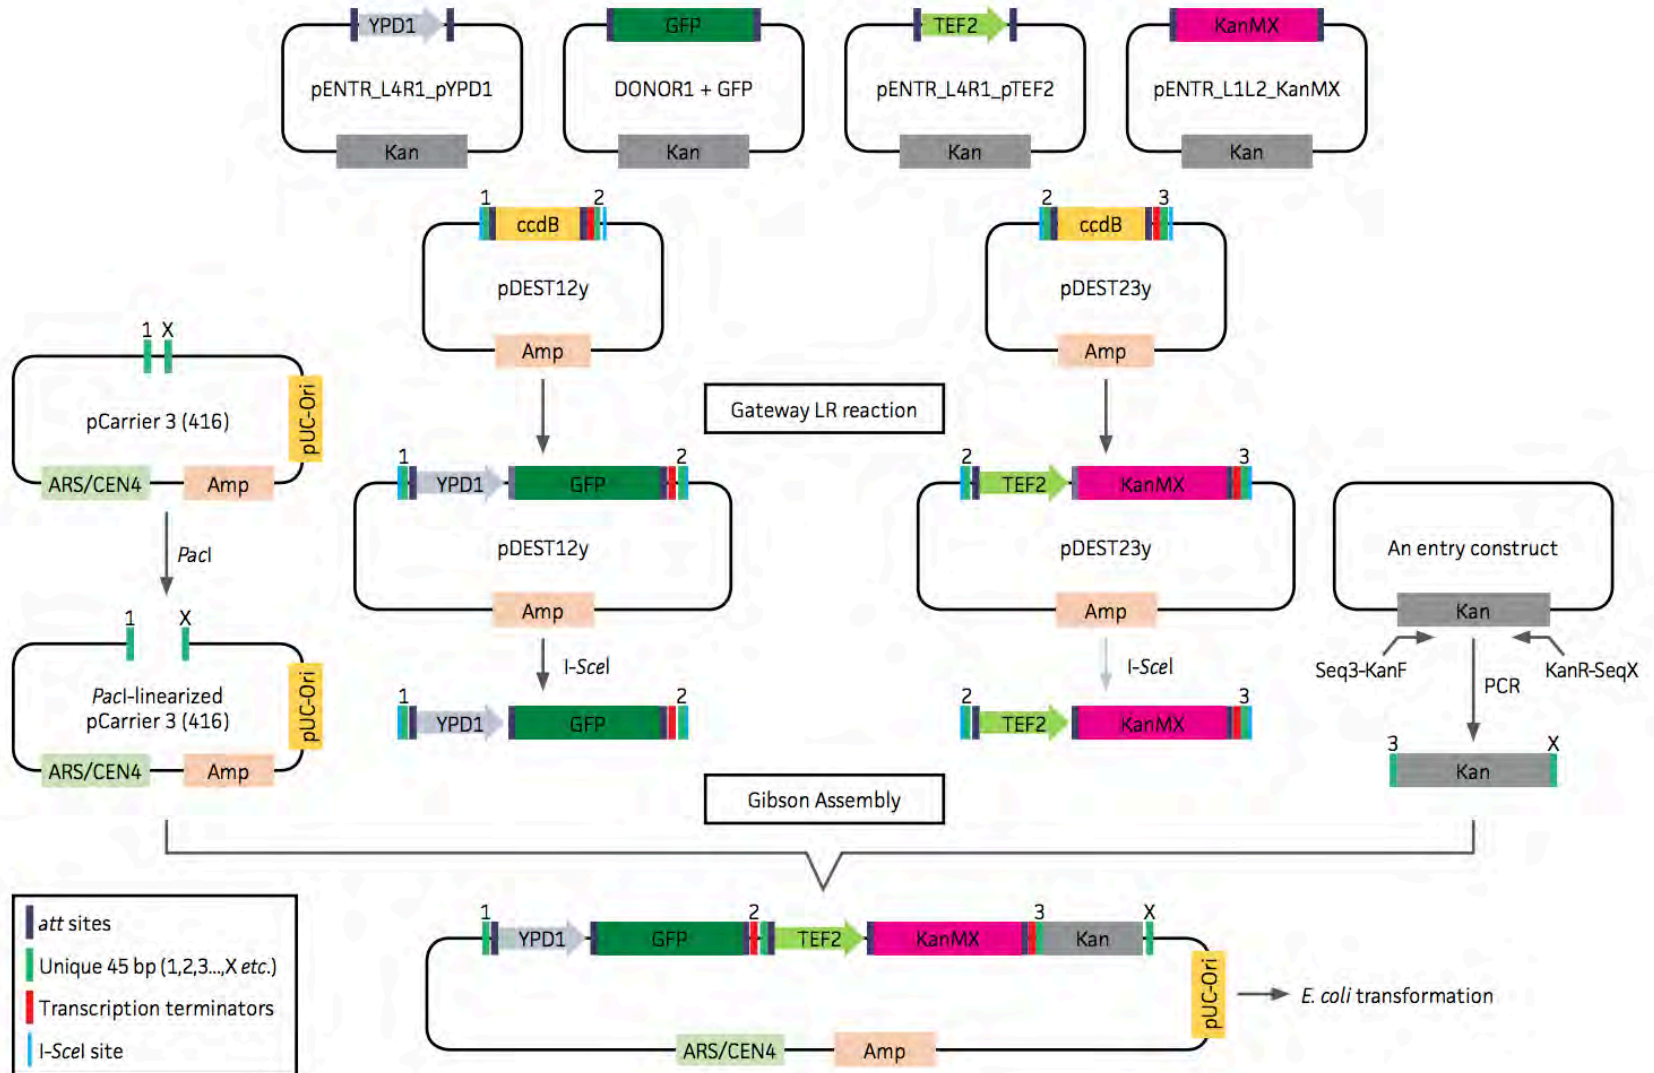 YPD1
GFP
TEF2
KanMX
pENTR_L4R1_pYPD1
DONOR1 + GFP
pENTR_L4R1_pTEF2
pENTR_L1L2_KanMX
Kan
Kan
Kan
Kan
1
2
2
3
ccdB
ccdB
pDEST12y
pDEST23y
1 X
Amp
Amp
pCarrier 3 (416)
pUC-Ori
Gateway LR reaction
ARS/CEN4
Amp
1
2
2
3
YPD1
GFP
TEF2
KanMX
PacI
pDEST12y
pDEST23y
An entry construct
Amp
Amp
Kan
1
X
I-SceI
I-SceI
Seq3-KanF
KanR-SeqX
PCR
PacI-linearized
pCarrier 3 (416)
pUC-Ori
1
2
2
3
YPD1
GFP
TEF2
KanMX
3
X
ARS/CEN4
Amp
Kan
Gibson Assembly
att sites
Unique 45 bp (1,2,3...,X etc.)
Transcription terminators
I-SceI site
1
2
3
X
YPD1
GFP
TEF2
KanMX
Kan
pUC-Ori
E. coli transformation
ARS/CEN4
Amp